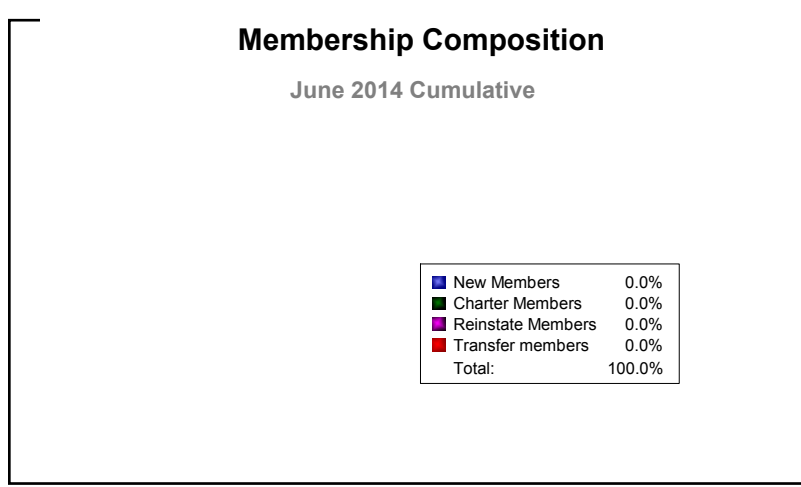 Membership Composition
June 2014 Cumulative
New Members 0.0%
Charter Members 0.0%
Reinstate Members 0.0%
Transfer members 0.0%
Total: 100.0%